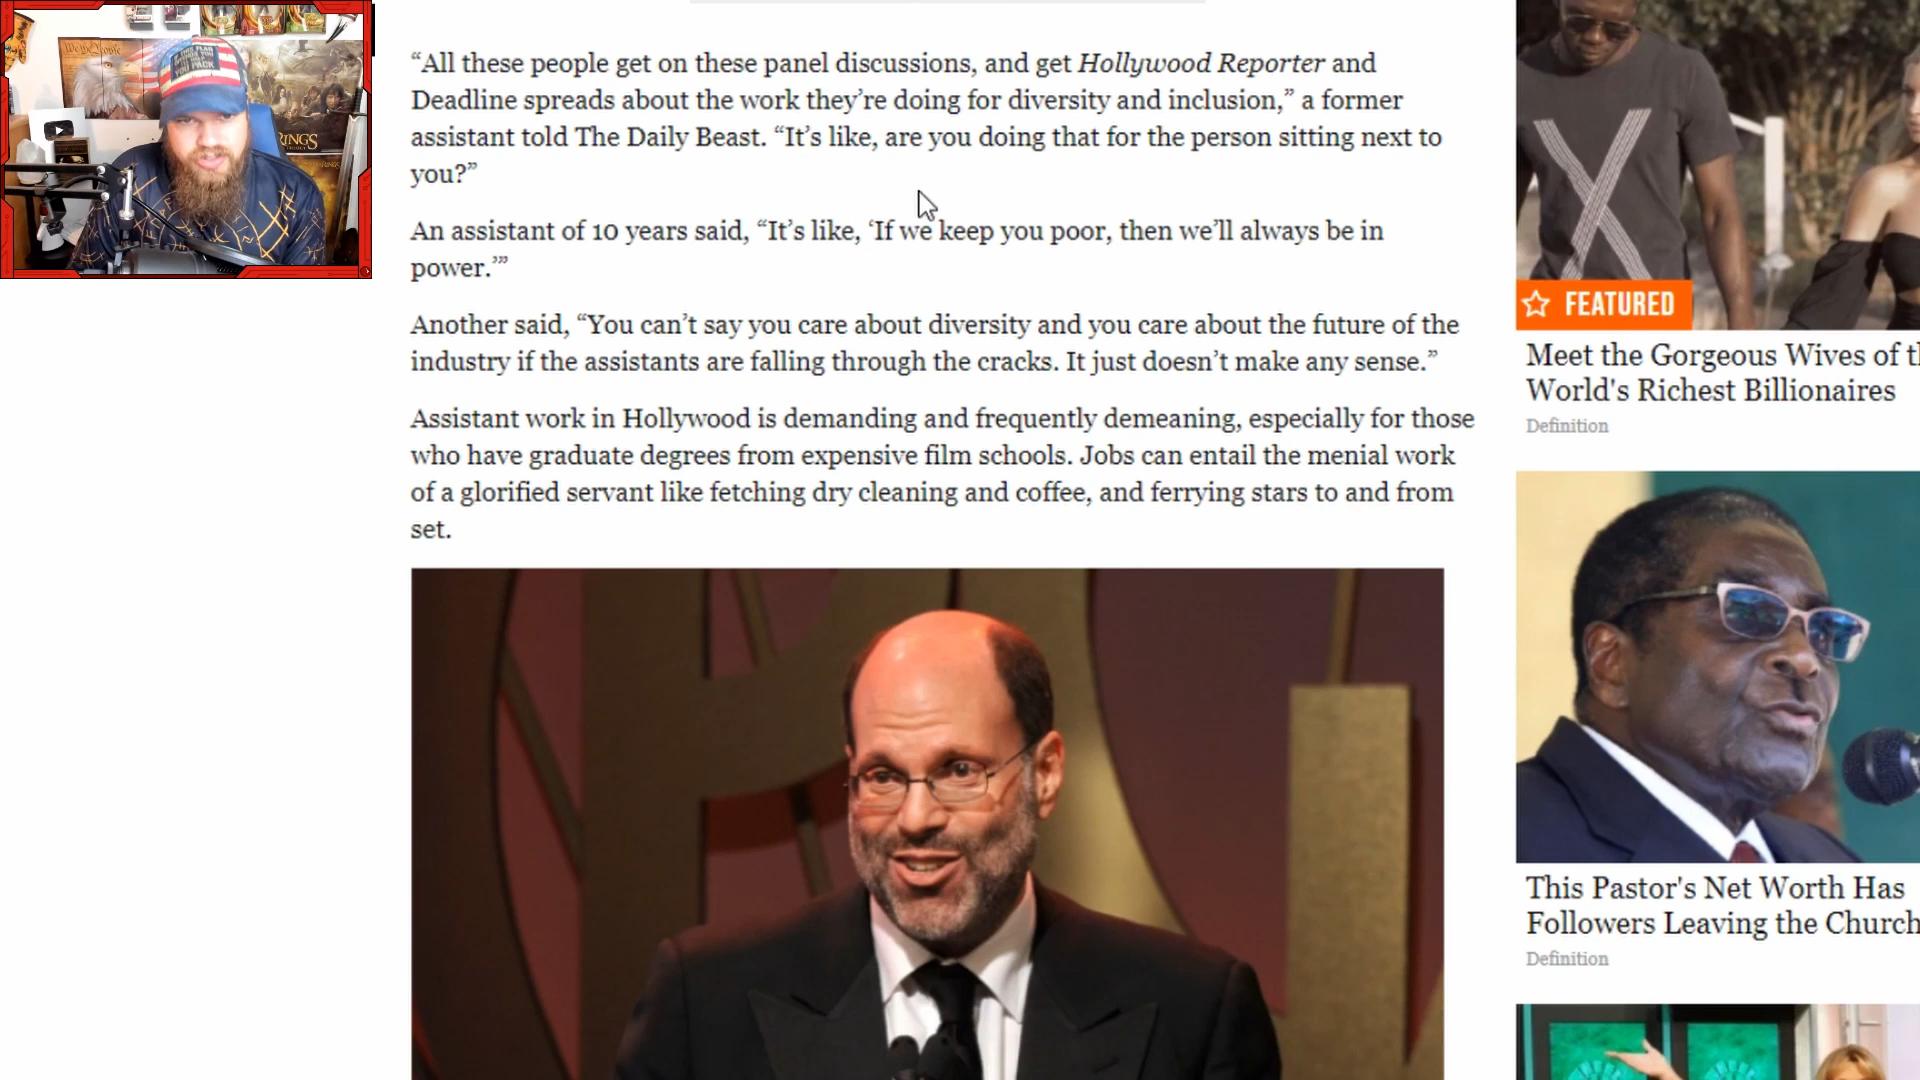 “All these people get on these panel discussions, and get Hollywood Reporter and
Deadline spreads about the work they’re doing for diversity and inclusion,” a former
assistant told The Daily Beast. “It’s like, are you doing that for the person sitting next to
you?”
An assistant of 10 years said, “It’s like, ‘If we keep you poor, then we’ll always be in
power.’”
Another said, “You can’t say you care about diversity and you care about the future of the
industry if the assistants are falling through the cracks. It just doesn’t make any sense.”
Assistant work in Hollywood is demanding and frequently demeaning, especially for those
who have graduate degrees from expensive film schools. Jobs can entail the menial work
of a glorified servant like fetching dry cleaning and coffee, and ferrying stars to and from
set.
FEATURED
Meet the Gorgeous Wives of
World's Richest Billionaires
Definition
This Pastor's Net Worth Has
Followers Leaving the Church
Definition
We the People
YOU PACK
RINGS